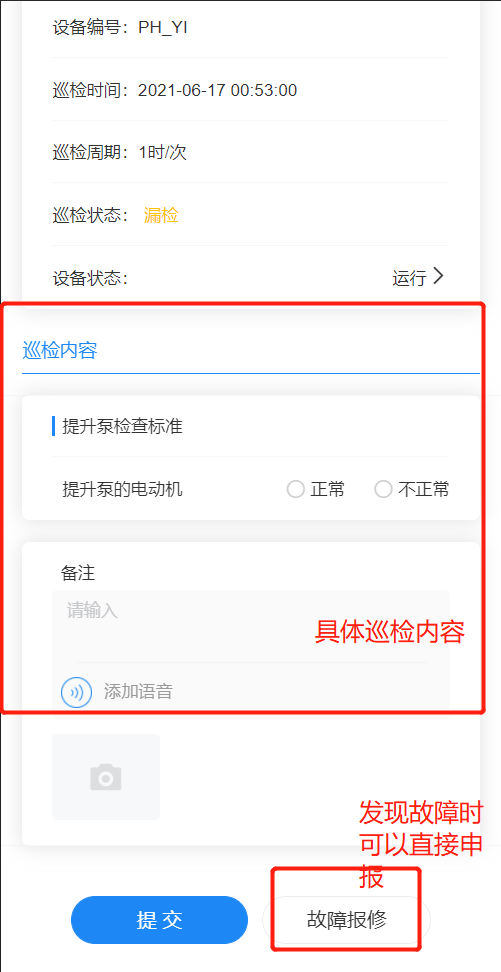 设备编号：PH_YI
巡检时间：2021-06-17 00:53:00
巡检周期：1时/次
巡检状态：漏检
设备状态：运行
巡检内容
提升泵检查标准
提升泵的电动机 正常 不正常
备注
请输入
具体巡检内容
添加语音
发现故障时
可以直接申
报
提交 故障报修